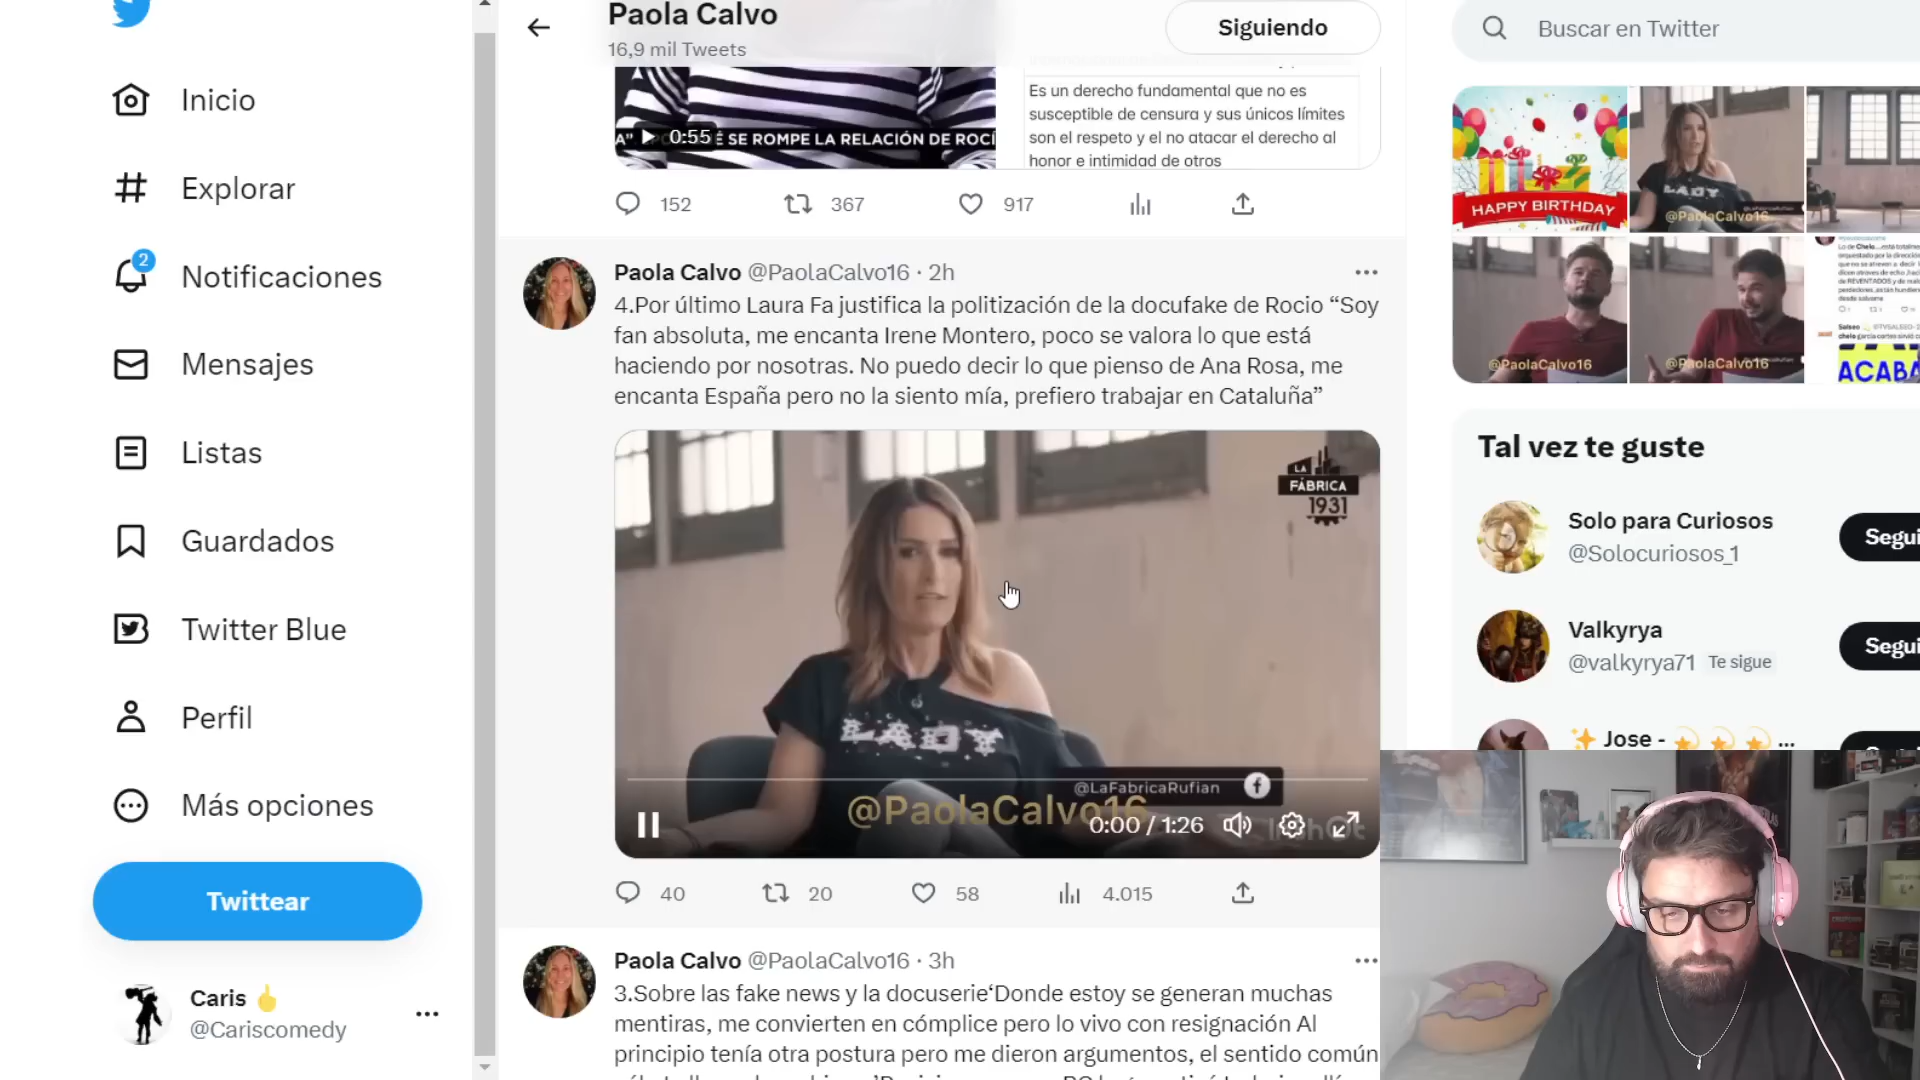 Inicio
Explorar
2
Notificaciones
Mensajes
Listas
Guardados
Twitter Blue
Perfil
Más opciones
Twittear
Caris
@Cariscomedy
Paola Calvo
16,9 mil Tweets
Siguiendo
0:55
É SE ROMPE LA RELACIÓN DE ROCÍ
Es un derecho fundamental que no es
susceptible de censura y sus únicos límites
son el respeto y el no atacar el derecho al
honor e intimidad de otros
152 367 917
Paola Calvo @PaolaCalvo16 · 2h
4.Por último Laura Fa justifica la politización de la docufake de Rocio “Soy
fan absoluta, me encanta Irene Montero, poco se valora lo que está
haciendo por nosotras. No puedo decir lo que pienso de Ana Rosa, me
encanta España pero no la siento mía, prefiero trabajar en Cataluña”
LA
FÁBRICA
1931
LADY
@LaFabricaRufian
@PaolaCalvo16
0:00 / 1:26
40 20 58 4.015
Paola Calvo @PaolaCalvo16 · 3h
3.Sobre las fake news y la docuserie‘Donde estoy se generan muchas
mentiras, me convierten en cómplice pero lo vivo con resignación Al
principio tenía otra postura pero me dieron argumentos, el sentido común
Buscar en Twitter
HAPPY BIRTHDAY
LADY
@PaolaCalvo16
@PaolaCalvo16
@PaolaCalvo16
ACABA
Tal vez te guste
Solo para Curiosos
@Solocuriosos_1
Segui
Valkyrya
@valkyrya71 Te sigue
Segui
Jose - ...